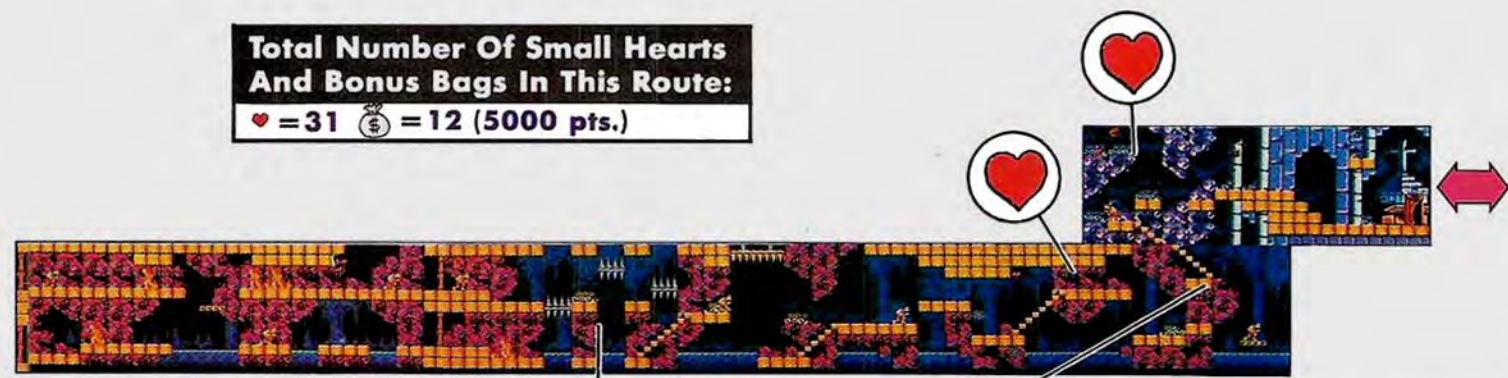 Total Number Of Small Hearts
And Bonus Bags In This Route:
♥ = 31 💰 = 12 (5000 pts.)